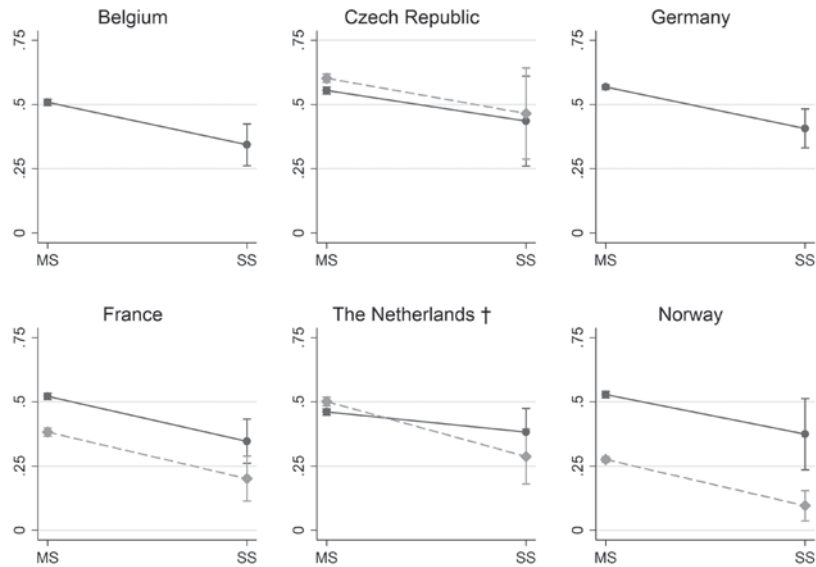 Belgium
.75
.5
.25
0
MS
SS
Czech Republic
.75
.5
.25
0
MS
SS
Germany
.75
.5
.25
0
MS
SS
France
.75
.5
.25
0
MS
SS
The Netherlands †
.75
.5
.25
0
MS
SS
Norway
.75
.5
.25
0
MS
SS